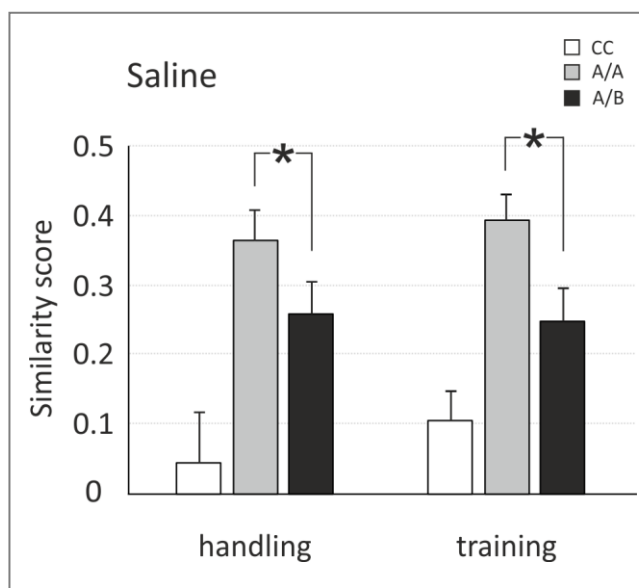 CC
A/A
A/B
Saline
* *
0.5
0.4
0.3
0.2
0.1
0
Similarity score
handling training